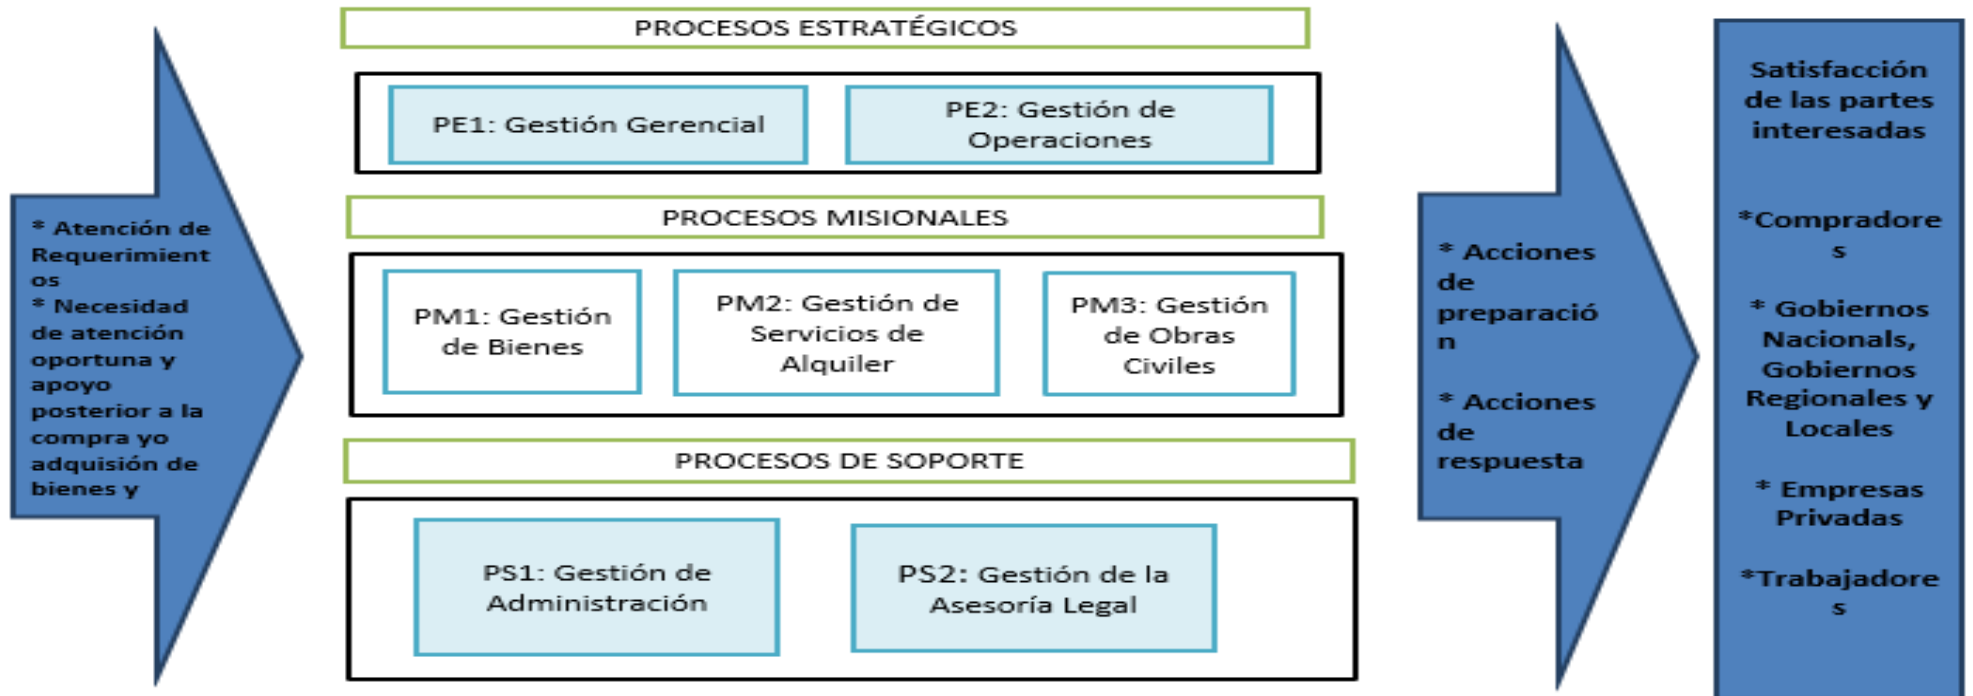 * Atención de
Requerimient
os
* Necesidad
de atención
oportuna y
apoyo
posterior a la
compra yo
adquisión de
bienes y
PROCESOS ESTRATÉGICOS
PE1: Gestión Gerencial
PE2: Gestión de
Operaciones
PROCESOS MISIONALES
PM1: Gestión
de Bienes
PM2: Gestión de
Servicios de
Alquiler
PM3: Gestión
de Obras
Civiles
PROCESOS DE SOPORTE
PS1: Gestión de
Administración
PS2: Gestión de la
Asesoría Legal
* Acciones
de
preparació
n
* Acciones
de
respuesta
Satisfacción
de las partes
interesadas
*Compradore
s
* Gobiernos
Nacionals,
Gobiernos
Regionales y
Locales
* Empresas
Privadas
*Trabajadore
s